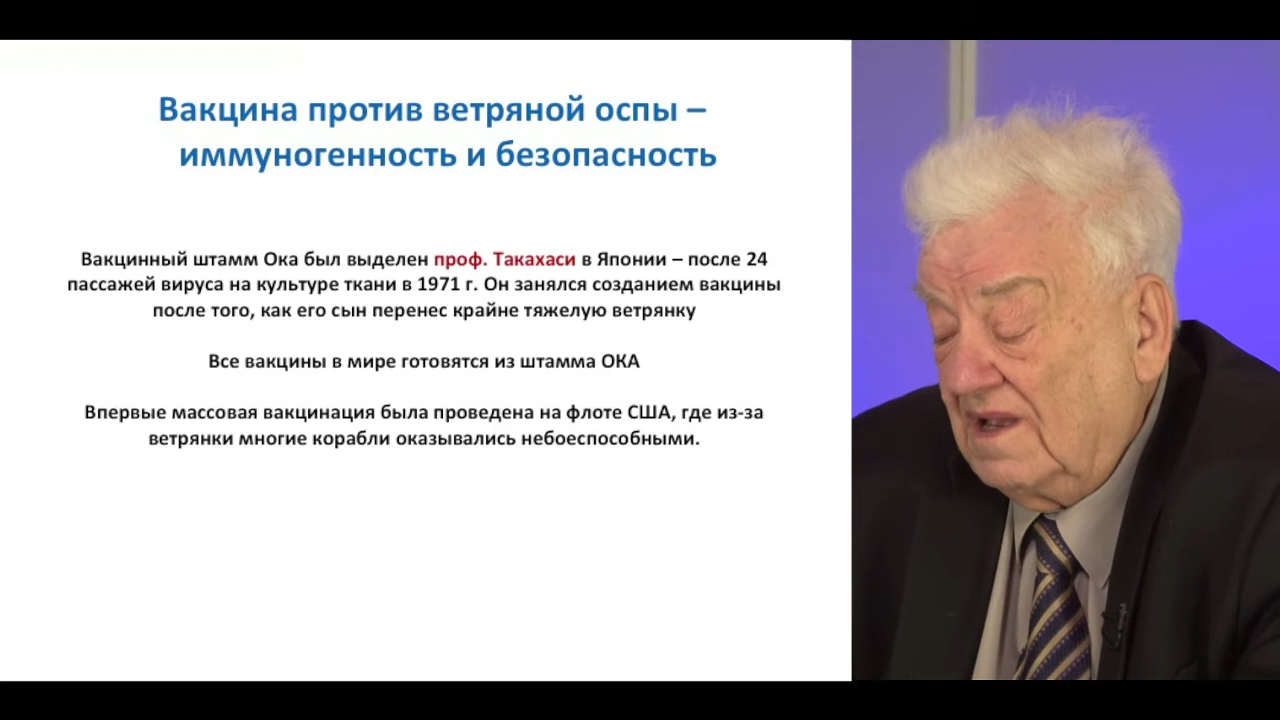 Вакцина против ветряной оспы –
иммуногенность и безопасность
Вакцинный штамм Ока был выделен проф. Такахаси в Японии – после 24
пассажей вируса на культуре ткани в 1971 г. Он занялся созданием вакцины
после того, как его сын перенес крайне тяжелую ветрянку
Все вакцины в мире готовятся из штамма ОКА
Впервые массовая вакцинация была проведена на флоте США, где из-за
ветрянки многие корабли оказывались небоеспособными.